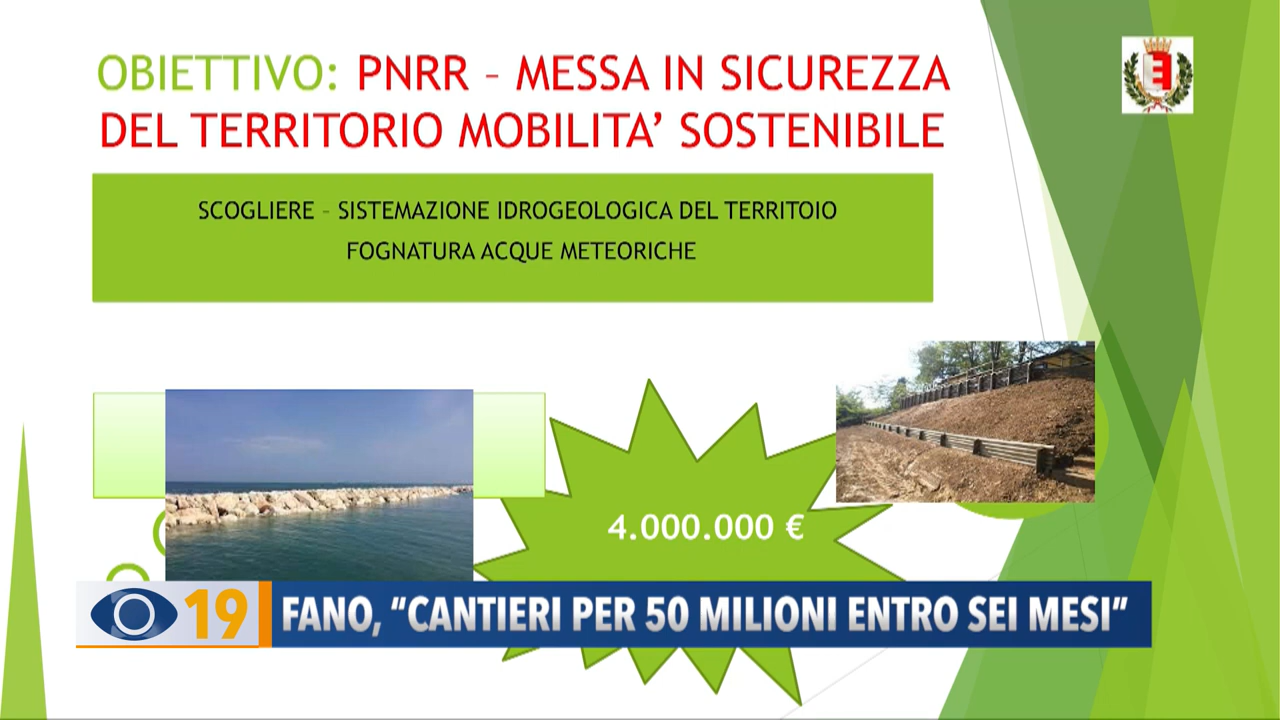 OBIETTIVO: PNRR – MESSA IN SICUREZZA
DEL TERRITORIO MOBILITA’ SOSTENIBILE
SCOGLIERE – SISTEMAZIONE IDROGEOLOGICA DEL TERRITOIO
FOGNATURA ACQUE METEORICHE
4.000.000 €
19
FANO, “CANTIERI PER 50 MILIONI ENTRO SEI MESI”